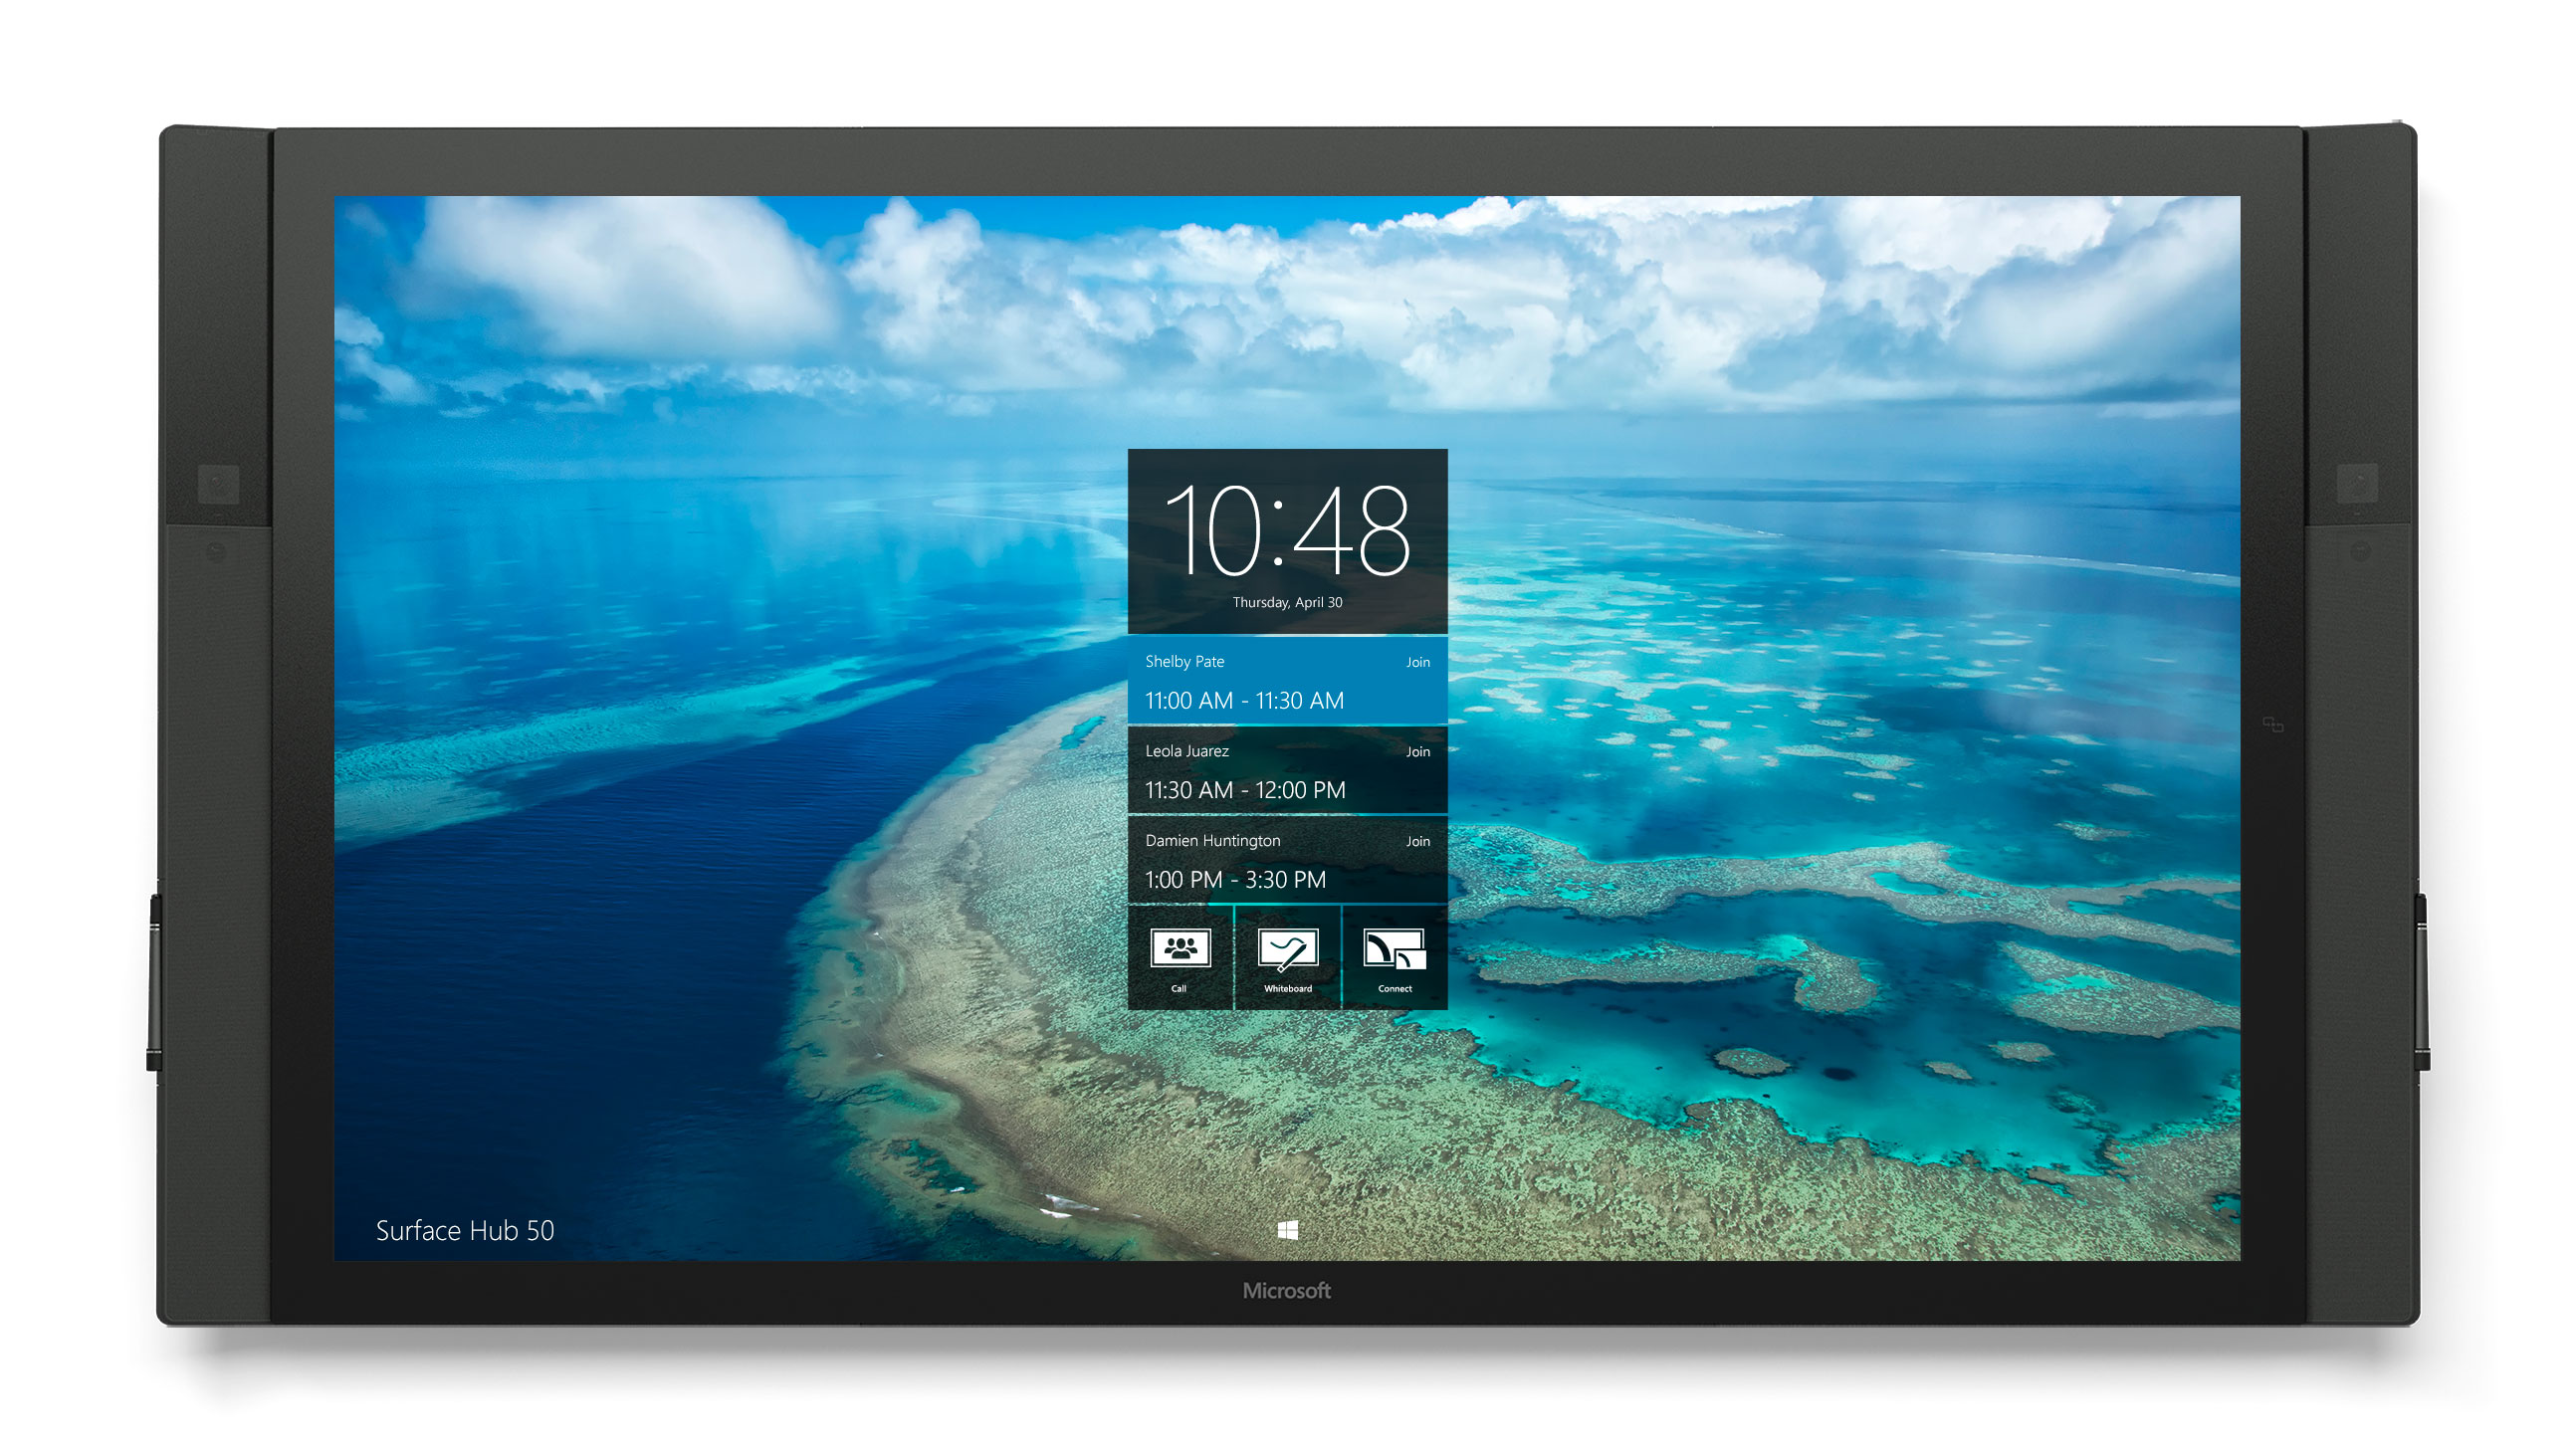 10:48
Thursday, April 30
Shelby Pate Join
11:00 AM - 11:30 AM
Leola Juarez Join
11:30 AM - 12:00 PM
Damien Huntington Join
1:00 PM - 3:30 PM
Call Whiteboard Connect
Surface Hub 50
Microsoft